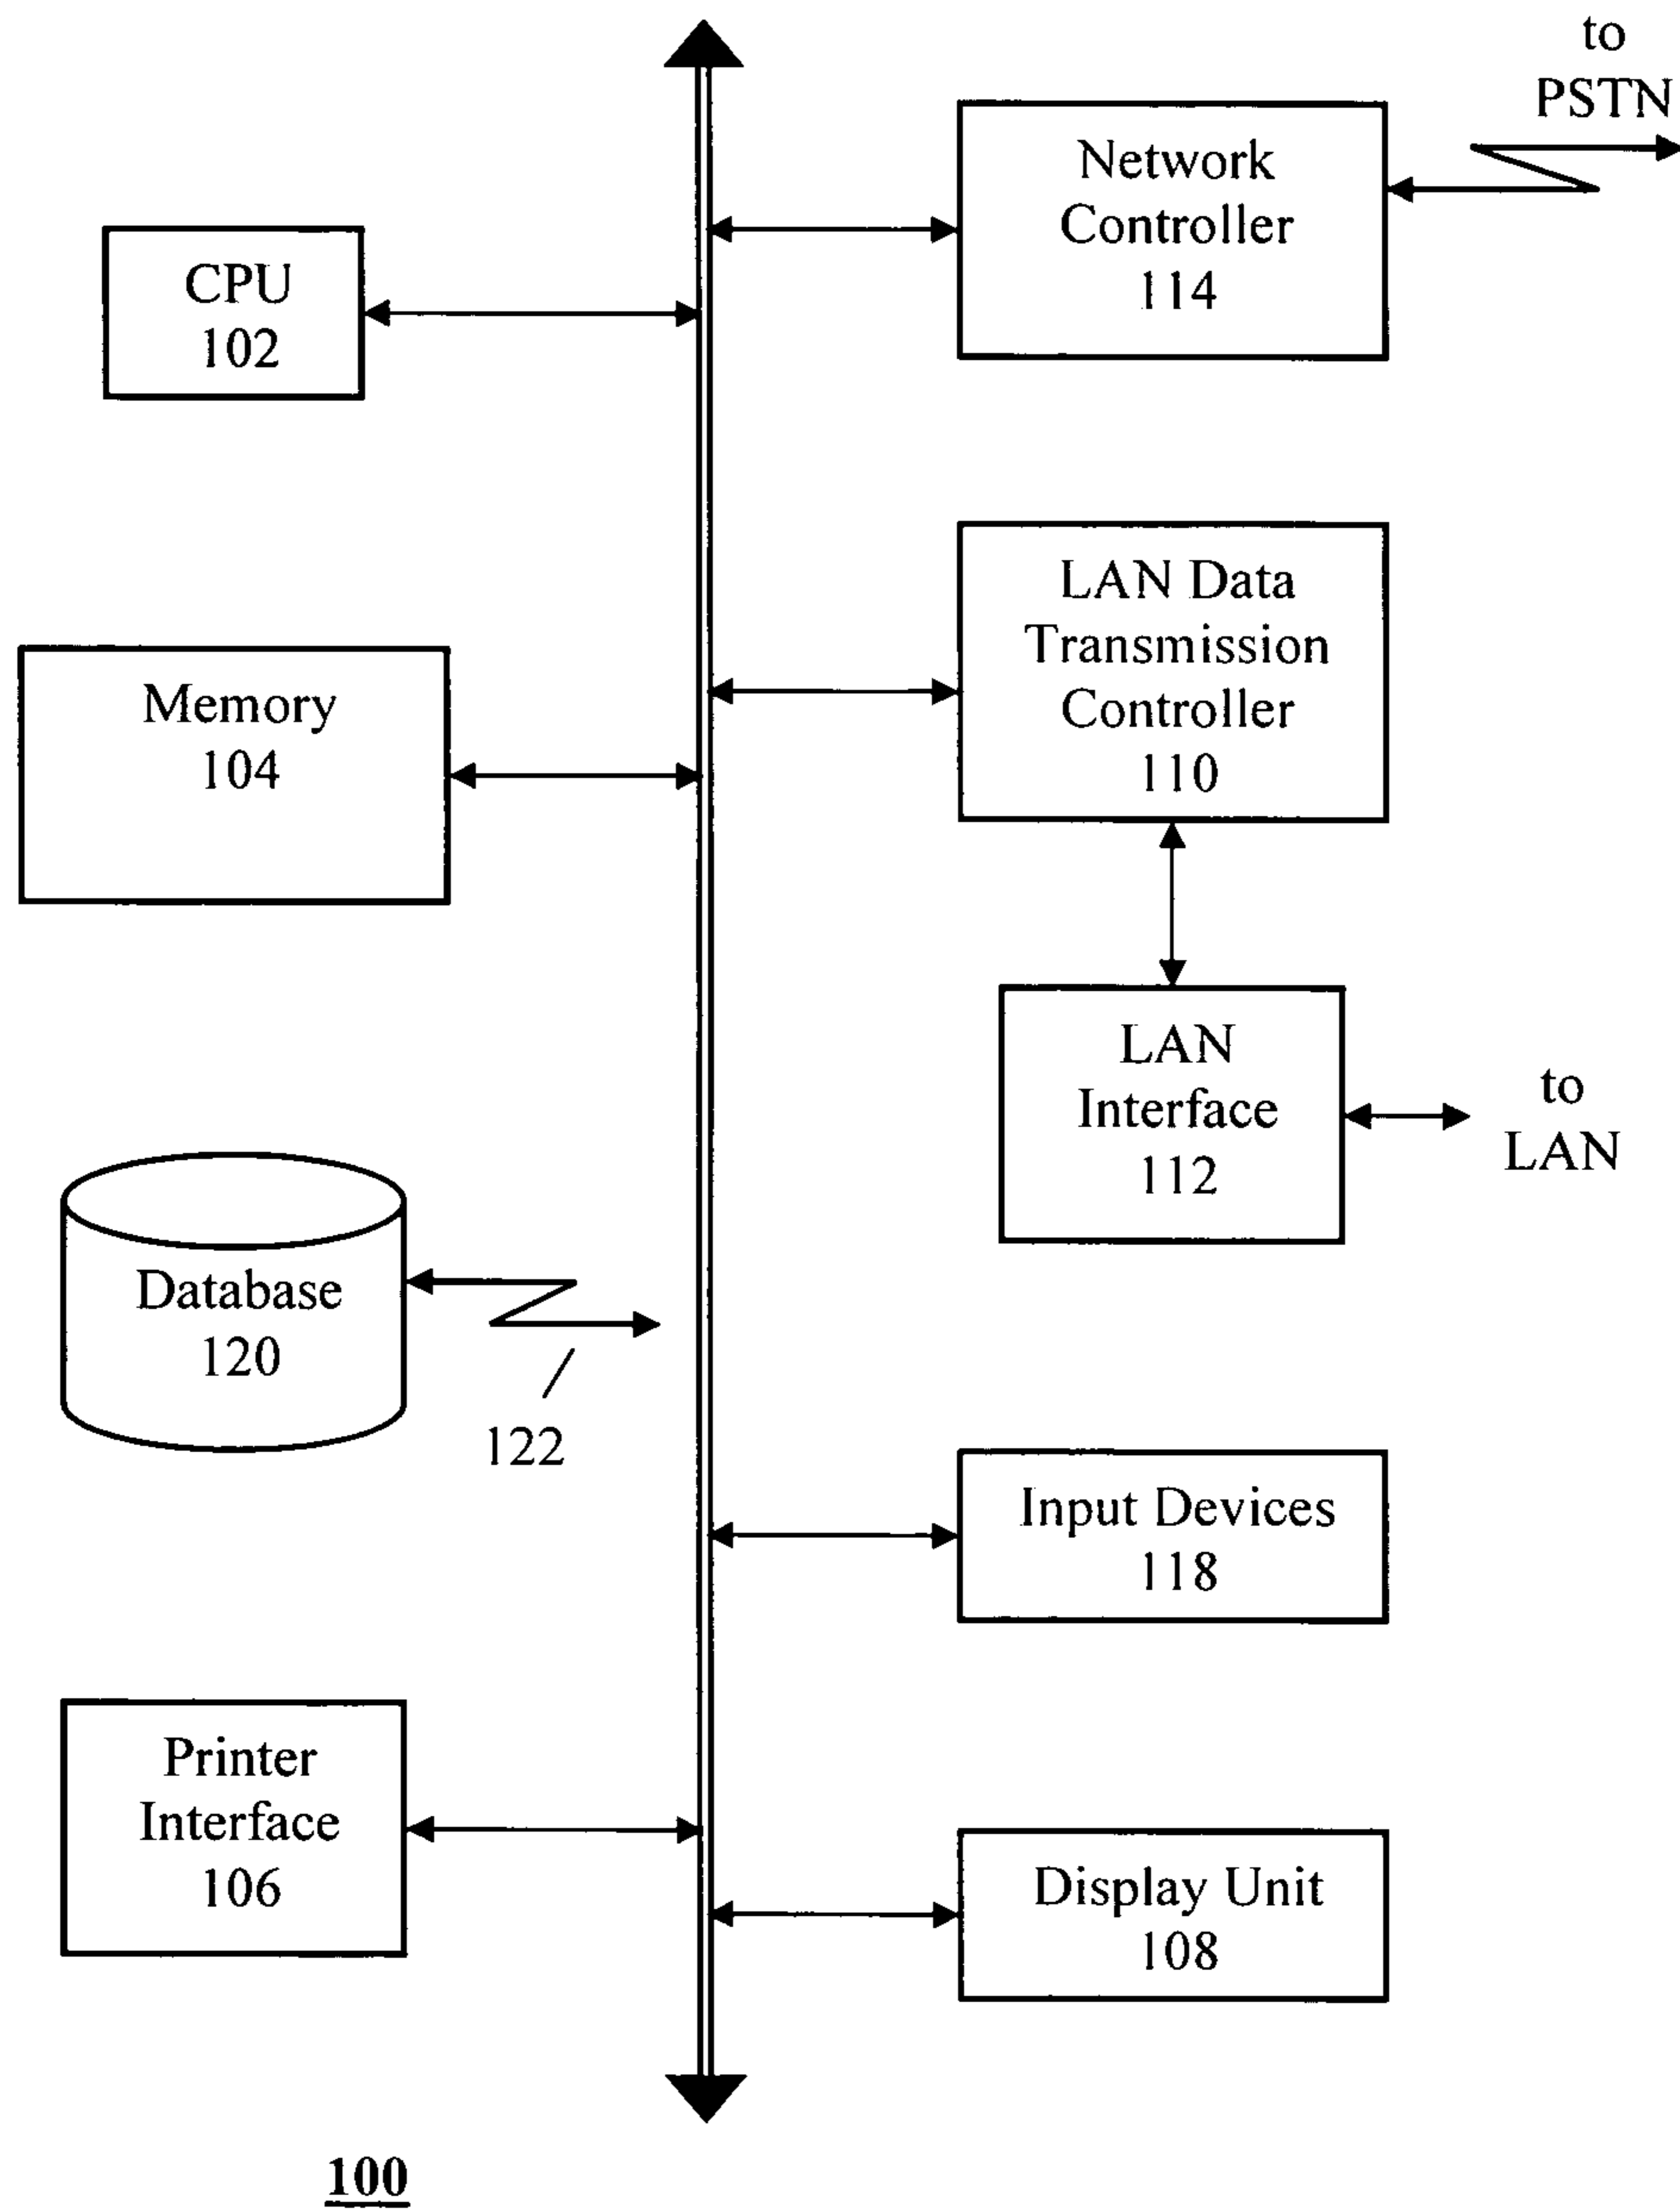 to
PSTN
Network
Controller
114
CPU
102
LAN Data
Transmission
Controller
110
Memory
104
LAN
Interface
112
to
LAN
Database
120
122
Input Devices
118
Printer
Interface
106
Display Unit
108
100